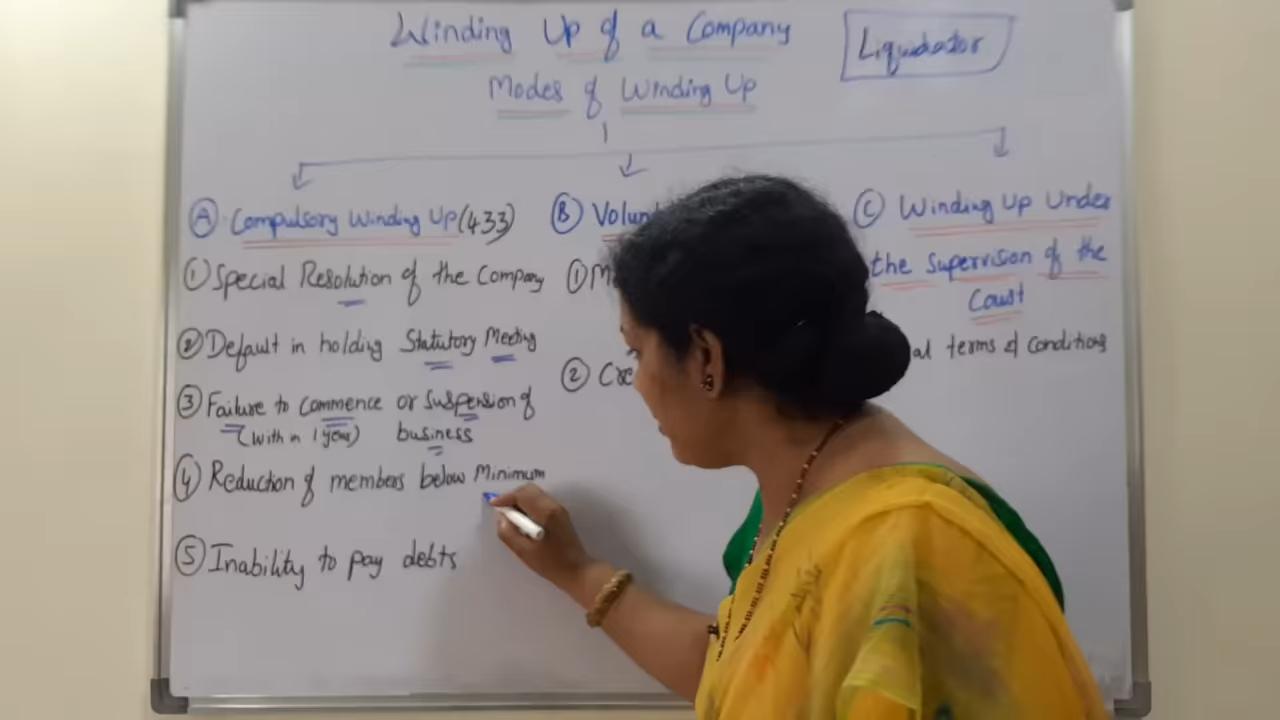 Winding Up of a Company
Liquidator
Modes of Winding Up
(A) Compulsory Winding Up (433)
(1) Special Resolution of the Company
(2) Default in holding Statutory Meeting
(3) Failure to Commence or Suspension of
(with in 1 year) business
(4) Reduction of members below Minimum
(5) Inability to pay debts
(B)
(1)
(2)
(C) Winding Up Under
the Supervision of the
Court
terms & Conditions